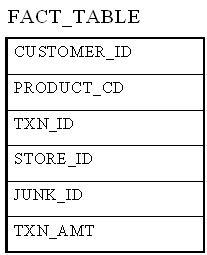 FACT_TABLE
CUSTOMER_ID
PRODUCT_CD
TXN_ID
STORE_ID
JUNK_ID
TXN_AMT